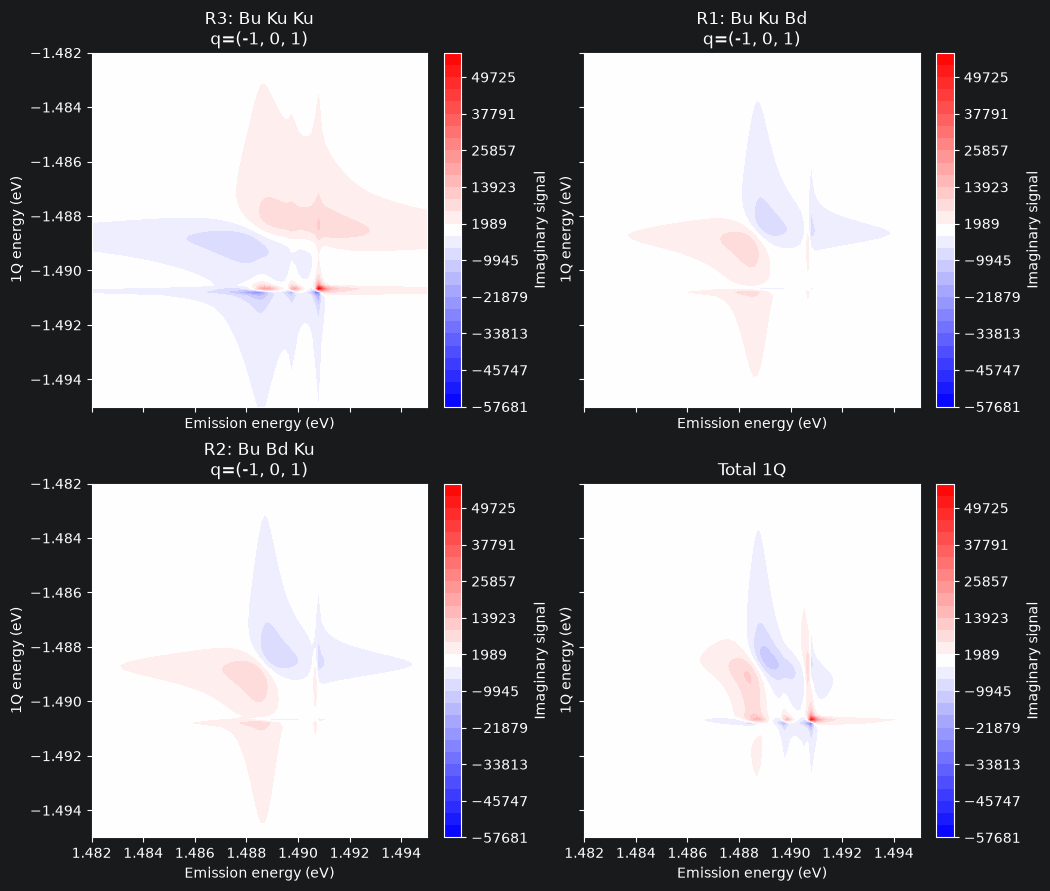 R3: Bu Ku Ku
q=(-1, 0, 1)
−1.482
−1.484
−1.486
−1.488
−1.490
−1.492
−1.494
1Q energy (eV)
Emission energy (eV)
49725
37791
25857
13923
1989
−9945
−21879
−33813
−45747
−57681
Imaginary signal
R1: Bu Ku Bd
q=(-1, 0, 1)
1Q energy (eV)
Emission energy (eV)
49725
37791
25857
13923
1989
−9945
−21879
−33813
−45747
−57681
Imaginary signal
R2: Bu Bd Ku
q=(-1, 0, 1)
−1.482
−1.484
−1.486
−1.488
−1.490
−1.492
−1.494
1Q energy (eV)
1.482 1.484 1.486 1.488 1.490 1.492 1.494
Emission energy (eV)
49725
37791
25857
13923
1989
−9945
−21879
−33813
−45747
−57681
Imaginary signal
Total 1Q
1Q energy (eV)
1.482 1.484 1.486 1.488 1.490 1.492 1.494
Emission energy (eV)
49725
37791
25857
13923
1989
−9945
−21879
−33813
−45747
−57681
Imaginary signal